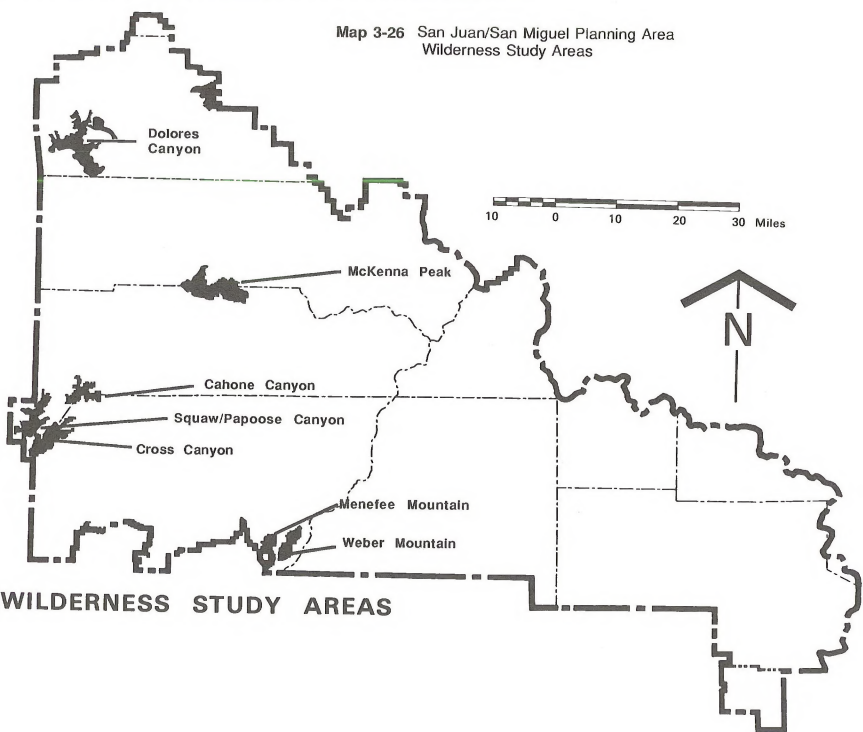 Map 3-26 San Juan/San Miguel Planning Area
Wilderness Study Areas
Dolores
Canyon
10 0 10 20 30 Miles
McKenna Peak
N
Cahone Canyon
Squaw/Papoose Canyon
Cross Canyon
Menefee Mountain
Weber Mountain
WILDERNESS STUDY AREAS